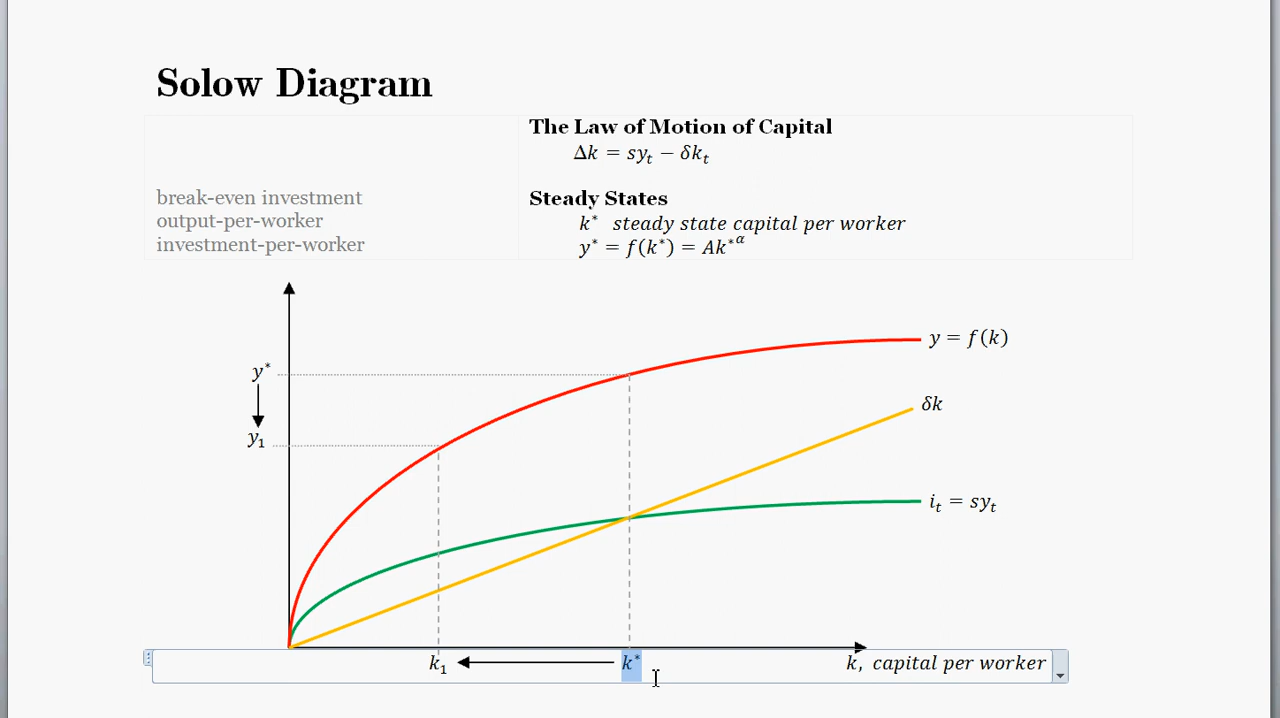 Solow Diagram
The Law of Motion of Capital
Δk = syₜ − δkₜ
break-even investment
output-per-worker
investment-per-worker
Steady States
k* steady state capital per worker
y* = f(k*) = Ak*ᵅ
y = f(k)
y*
δk
y₁
iₜ = syₜ
k₁ k* k, capital per worker